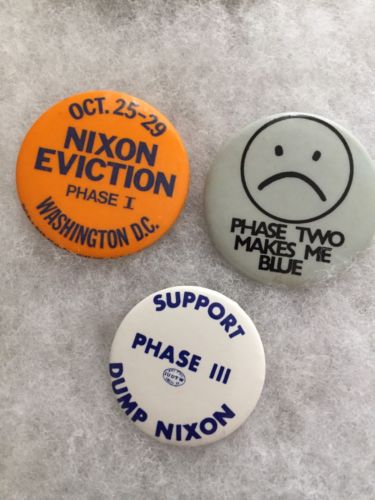 OCT. 25-29
NIXON
EVICTION
PHASE I
WASHINGTON D.C.
PHASE TWO
MAKES ME
BLUE
SUPPORT
PHASE III
DUMP NIXON